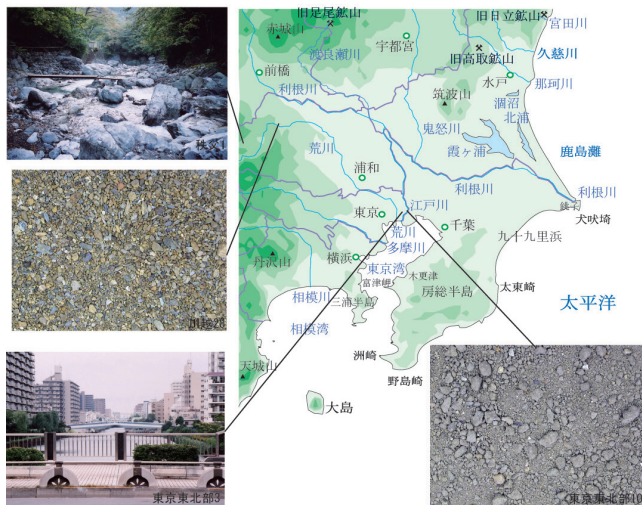 旧足尾鉱山
旧日立鉱山
赤城山
宮田川
宇都宮
渡良瀬川
旧高取鉱山
久慈川
前橋
水戸
那珂川
利根川
筑波山
涸沼
秩父1
北浦
鬼怒川
鹿島灘
荒川
霞ヶ浦
浦和
利根川
利根川
江戸川
銚子
東京
犬吠埼
千葉
荒川
九十九里浜
多摩川
横浜
丹沢山
東京湾
木更津
富津岬
房総半島
太東崎
相模川
三浦半島
太平洋
川口26
相模湾
洲崎
天城山
野島崎
大島
東京東北部3
東京東北部10